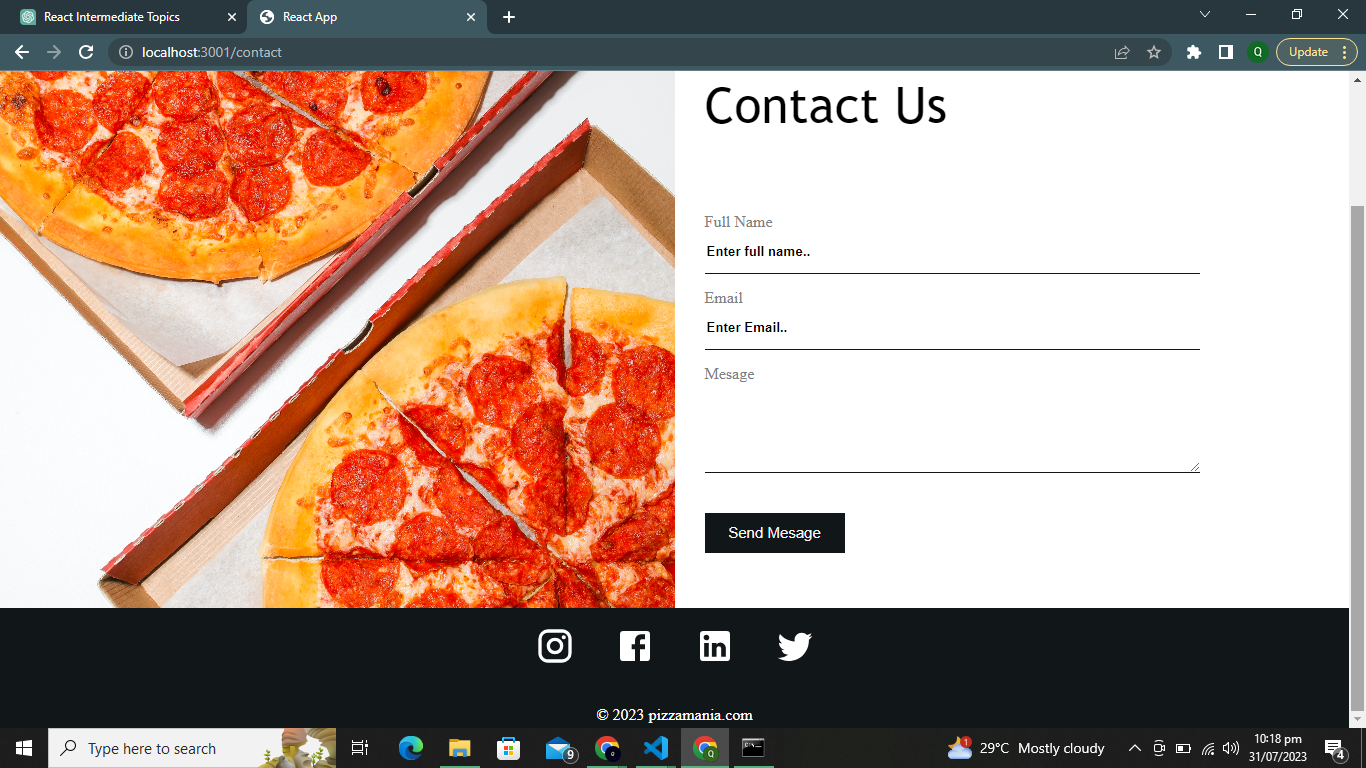 React Intermediate Topics
React App
localhost:3001/contact
Q
Update
Contact Us
Full Name
Enter full name..
Email
Enter Email..
Mesage
Send Mesage
© 2023 pizzamania.com
Type here to search
9
Q
1
29°C Mostly cloudy
10:18 pm
31/07/2023
4